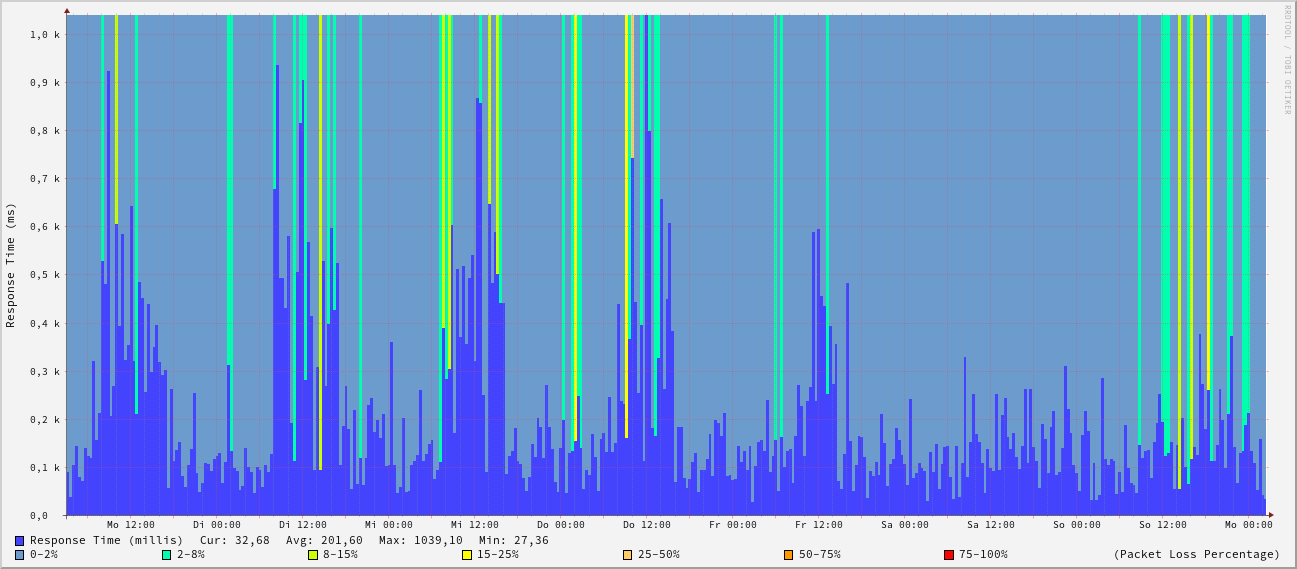 RRDTOOL / TOBI OETIKER
Response Time (ms)
1,0 k
0,9 k
0,8 k
0,7 k
0,6 k
0,5 k
0,4 k
0,3 k
0,2 k
0,1 k
0,0
Mo 12:00 Di 00:00 Di 12:00 Mi 00:00 Mi 12:00 Do 00:00 Do 12:00 Fr 00:00 Fr 12:00 Sa 00:00 Sa 12:00 So 00:00 So 12:00 Mo 00:00
Response Time (millis) Cur: 32,68 Avg: 201,60 Max: 1039,10 Min: 27,36
0-2% 2-8% 8-15% 15-25% 25-50% 50-75% 75-100% (Packet Loss Percentage)